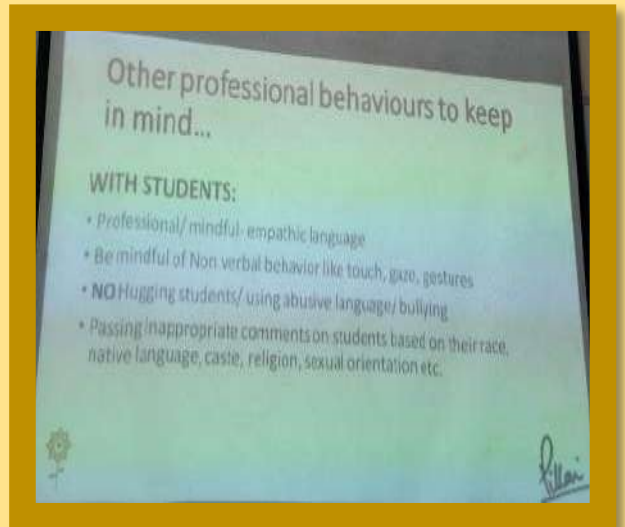 Other professional behaviours to keep
in mind...
WITH STUDENTS:
• Professional/ mindful- empathic language
• Be mindful of Non verbal behavior like touch, gaze, gestures
• NO Hugging students/ using abusive language/ bullying
• Passing inappropriate comments on students based on their race,
native language, caste, religion, sexual orientation etc.
Pillai